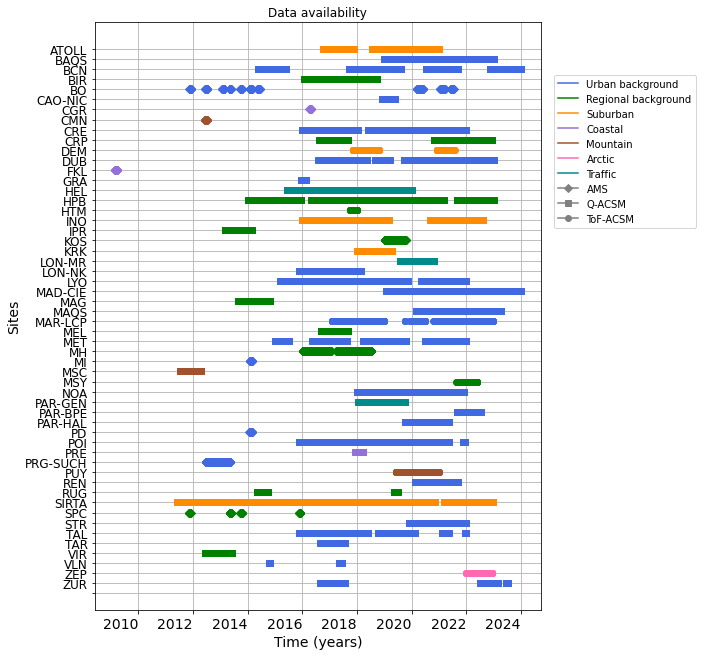 Data availability
ATOLL
BAQS
BCN
BIR
BO
CAO-NIC
CGR
CMN
CRE
CRP
DEM
DUB
FKL
GRA
HEL
HPB
HTM
INO
IPR
KOS
KRK
LON-MR
LON-NK
LYO
MAD-CIE
MAG
MAQS
MAR-LCP
MEL
MET
MH
MI
MSC
MSY
NOA
PAR-GEN
PAR-BPE
PAR-HAL
PD
POI
PRE
PRG-SUCH
PUY
REN
RUG
SIRTA
SPC
STR
TAL
TAR
VIR
VLN
ZEP
ZUR
Sites
2010 2012 2014 2016 2018 2020 2022 2024
Time (years)
Urban background
Regional background
Suburban
Coastal
Mountain
Arctic
Traffic
AMS
Q-ACSM
ToF-ACSM